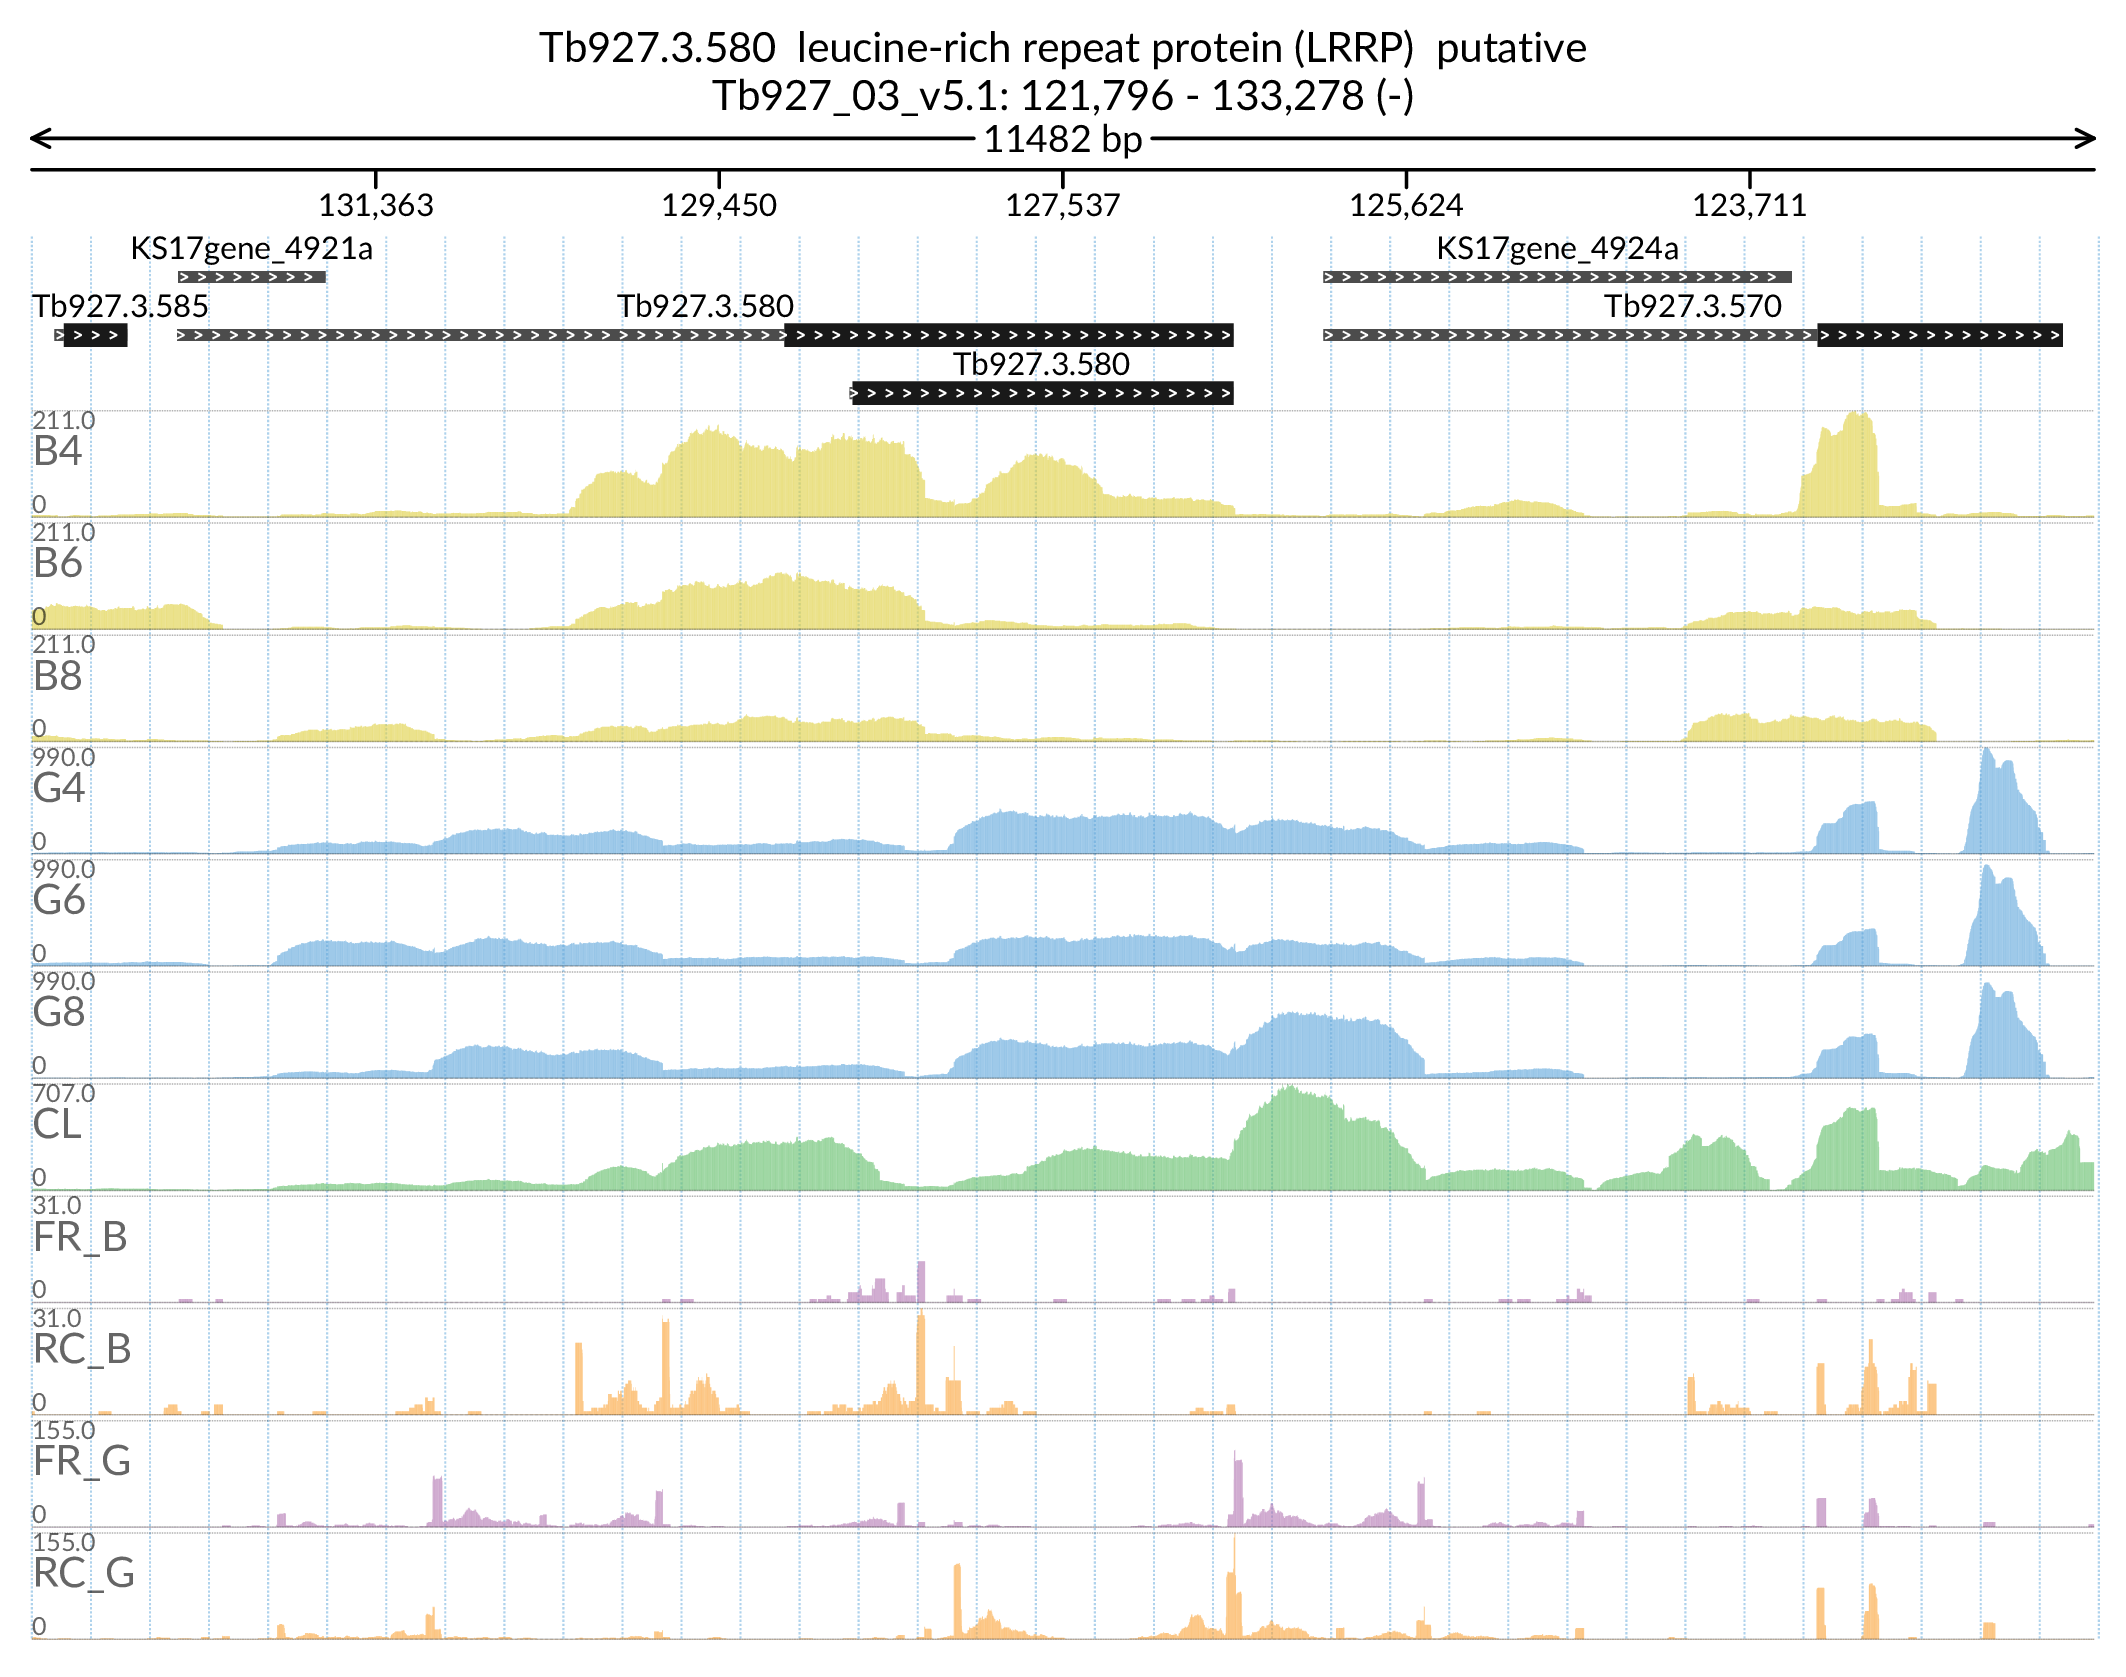 Tb927.3.580  leucine-rich repeat protein (LRRP)  putative
Tb927_03_v5.1: 121,796 - 133,278 (-)
11482 bp
131,363 129,450 127,537 125,624 123,711
KS17gene_4921a KS17gene_4924a
Tb927.3.585 Tb927.3.580 Tb927.3.570
Tb927.3.580
211.0
B4
0
211.0
B6
0
211.0
B8
0
990.0
G4
0
990.0
G6
0
990.0
G8
0
707.0
CL
0
31.0
FR_B
0
31.0
RC_B
0
155.0
FR_G
0
155.0
RC_G
0